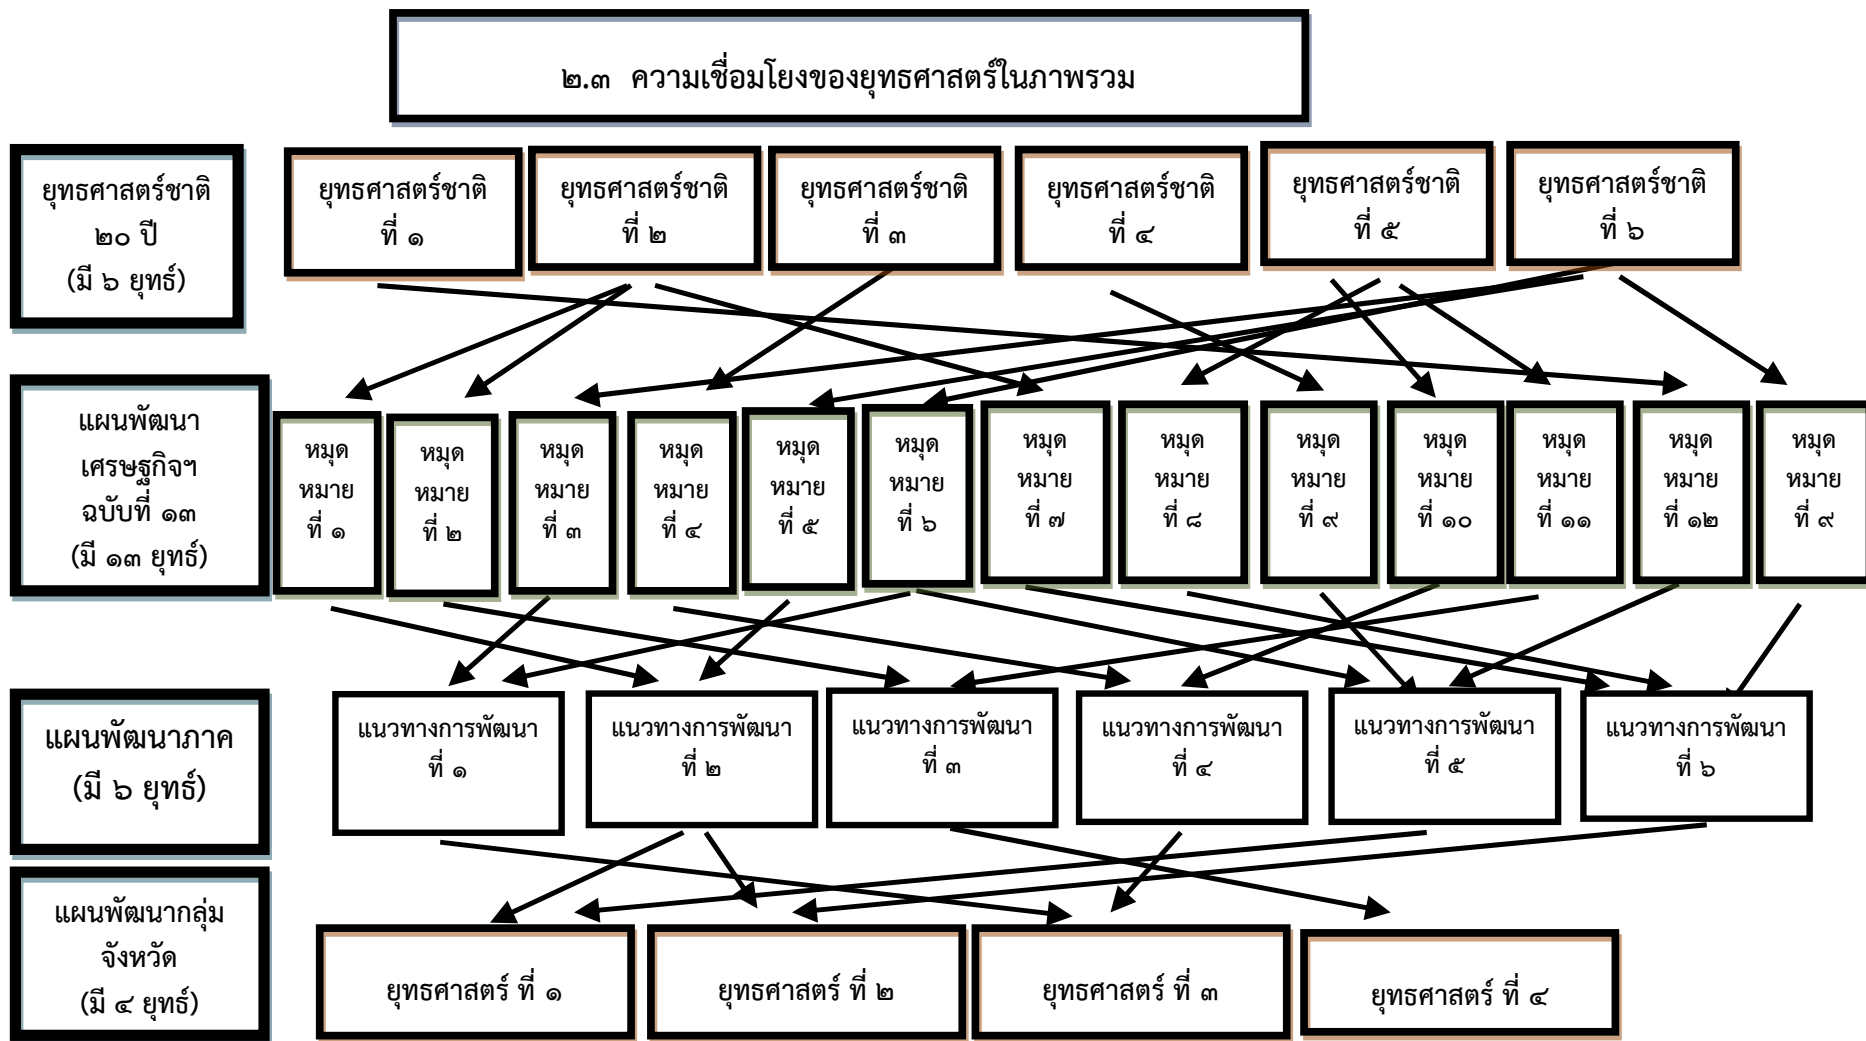 ๒.๓ ความเชื่อมโยงของยุทธศาสตร์ในภาพรวม
ยุทธศาสตร์ชาติ
๒๐ ปี
(มี ๖ ยุทธ์)
ยุทธศาสตร์ชาติ
ที่ ๑
ยุทธศาสตร์ชาติ
ที่ ๒
ยุทธศาสตร์ชาติ
ที่ ๓
ยุทธศาสตร์ชาติ
ที่ ๔
ยุทธศาสตร์ชาติ
ที่ ๕
ยุทธศาสตร์ชาติ
ที่ ๖
แผนพัฒนา
เศรษฐกิจฯ
ฉบับที่ ๑๓
(มี ๑๓ ยุทธ์)
หมุด
หมาย
ที่ ๑
หมุด
หมาย
ที่ ๒
หมุด
หมาย
ที่ ๓
หมุด
หมาย
ที่ ๔
หมุด
หมาย
ที่ ๕
หมุด
หมาย
ที่ ๖
หมุด
หมาย
ที่ ๗
หมุด
หมาย
ที่ ๘
หมุด
หมาย
ที่ ๙
หมุด
หมาย
ที่ ๑๐
หมุด
หมาย
ที่ ๑๑
หมุด
หมาย
ที่ ๑๒
หมุด
หมาย
ที่ ๙
แผนพัฒนาภาค
(มี ๖ ยุทธ์)
แนวทางการพัฒนา
ที่ ๑
แนวทางการพัฒนา
ที่ ๒
แนวทางการพัฒนา
ที่ ๓
แนวทางการพัฒนา
ที่ ๔
แนวทางการพัฒนา
ที่ ๕
แนวทางการพัฒนา
ที่ ๖
แผนพัฒนากลุ่ม
จังหวัด
(มี ๔ ยุทธ์)
ยุทธศาสตร์ ที่ ๑
ยุทธศาสตร์ ที่ ๒
ยุทธศาสตร์ ที่ ๓
ยุทธศาสตร์ ที่ ๔